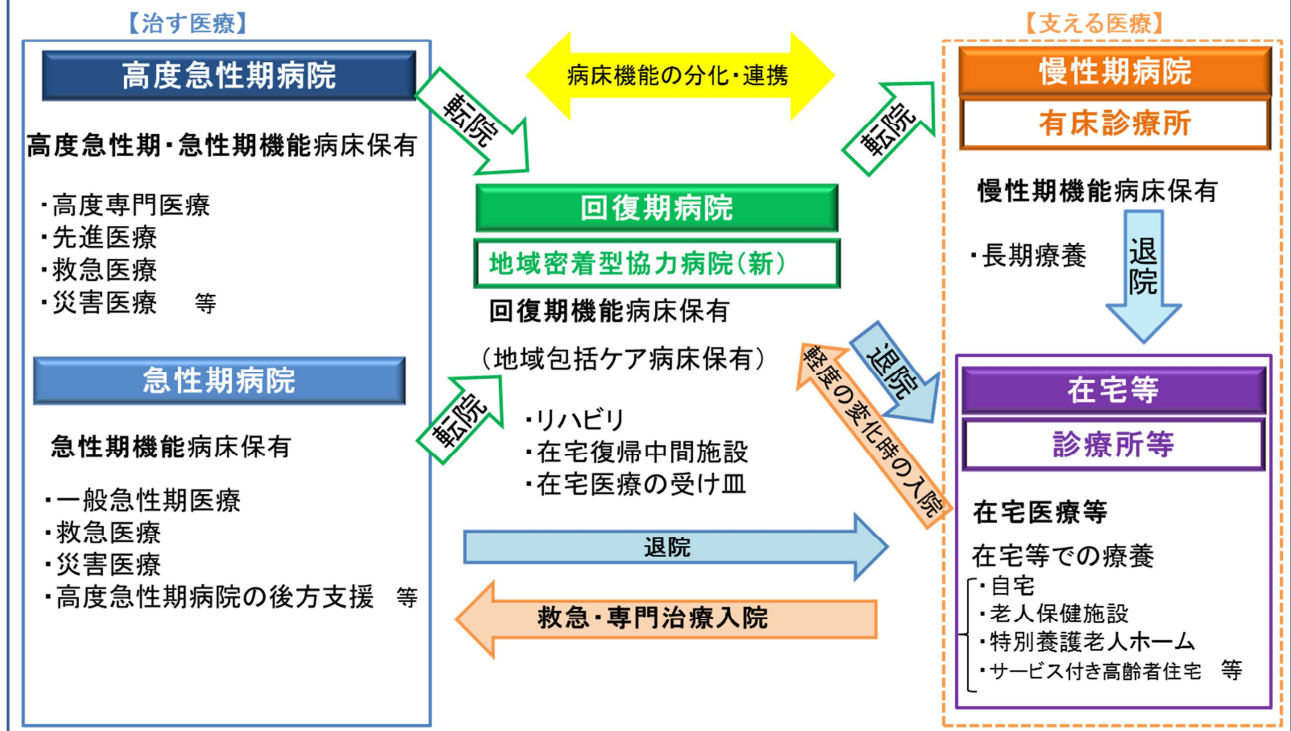 【治す医療】
高度急性期病院
高度急性期・急性期機能病床保有
・高度専門医療
・先進医療
・救急医療
・災害医療 等
急性期病院
急性期機能病床保有
・一般急性期医療
・救急医療
・災害医療
・高度急性期病院の後方支援 等
病床機能の分化・連携
転院
転院
転院
回復期病院
地域密着型協力病院(新)
回復期機能病床保有
(地域包括ケア病床保有)
・リハビリ
・在宅復帰中間施設
・在宅医療の受け皿
退院
軽度の変化時の入院
退院
救急・専門治療入院
【支える医療】
慢性期病院
有床診療所
慢性期機能病床保有
・長期療養
退院
在宅等
診療所等
在宅医療等
在宅等での療養
・自宅
・老人保健施設
・特別養護老人ホーム
・サービス付き高齢者住宅 等